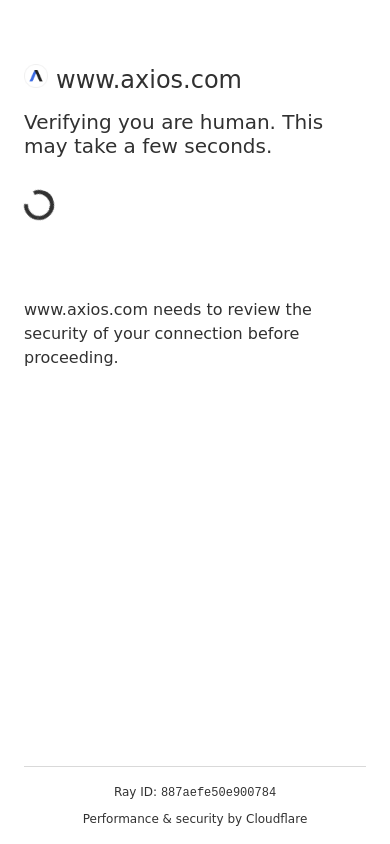 www.axios.com
Verifying you are human. This
may take a few seconds.
www.axios.com needs to review the
security of your connection before
proceeding.
Ray ID: 887aefe50e900784
Performance & security by Cloudflare